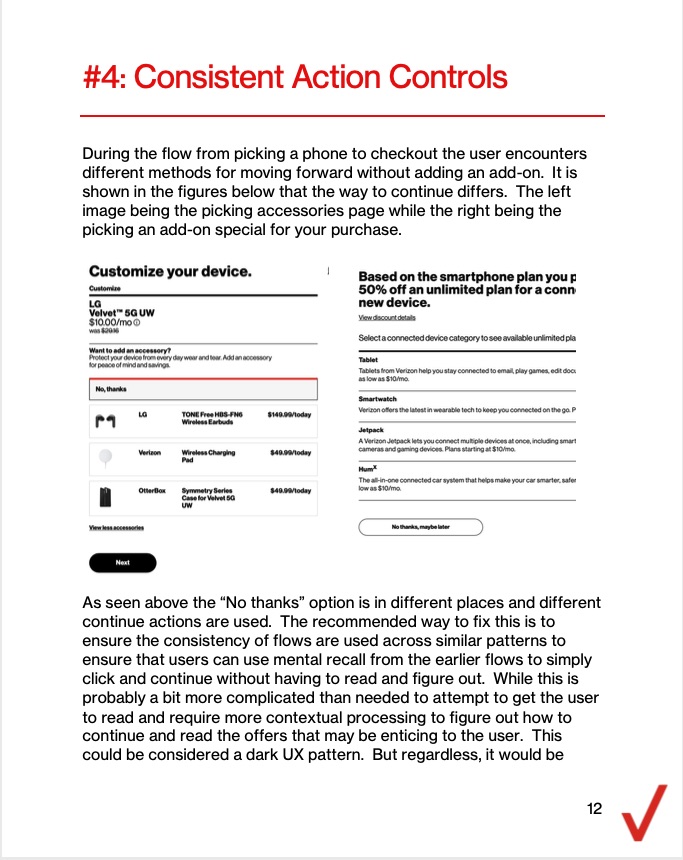 #4: Consistent Action Controls
During the flow from picking a phone to checkout the user encounters
different methods for moving forward without adding an add-on.  It is
shown in the figures below that the way to continue differs.  The left
image being the picking accessories page while the right being the
picking an add-on special for your purchase.
Customize your device.
Customize
LG
Velvet™ 5G UW
$10.00/mo
was $29.16
Want to add an accessory?
Protect your device from every day wear and tear. Add an accessory
for peace of mind and savings.
No, thanks
LG TONE Free HBS-FN6 $149.99/today
Wireless Earbuds
Verizon Wireless Charging $49.99/today
Pad
OtterBox Symmetry Series $49.99/today
Case for Velvet 5G
UW
View less accessories
Next
Based on the smartphone plan you p
50% off an unlimited plan for a conn
new device.
View discount details
Select a connected device category to see available unlimited pla
Tablet
Tablets from Verizon help you stay connected to email, play games, edit docu
as low as $10/mo.
Smartwatch
Verizon offers the latest in wearable tech to keep you connected on the go. P
Jetpack
A Verizon Jetpack lets you connect multiple devices at once, including smart
cameras and gaming devices. Plans starting at $10/mo.
Humˣ
The all-in-one connected car system that helps make your car smarter, safer
low as $10/mo.
No thanks, maybe later
As seen above the “No thanks” option is in different places and different
continue actions are used.  The recommended way to fix this is to
ensure the consistency of flows are used across similar patterns to
ensure that users can use mental recall from the earlier flows to simply
click and continue without having to read and figure out.  While this is
probably a bit more complicated than needed to attempt to get the user
to read and require more contextual processing to figure out how to
continue and read the offers that may be enticing to the user.  This
could be considered a dark UX pattern.  But regardless, it would be
12